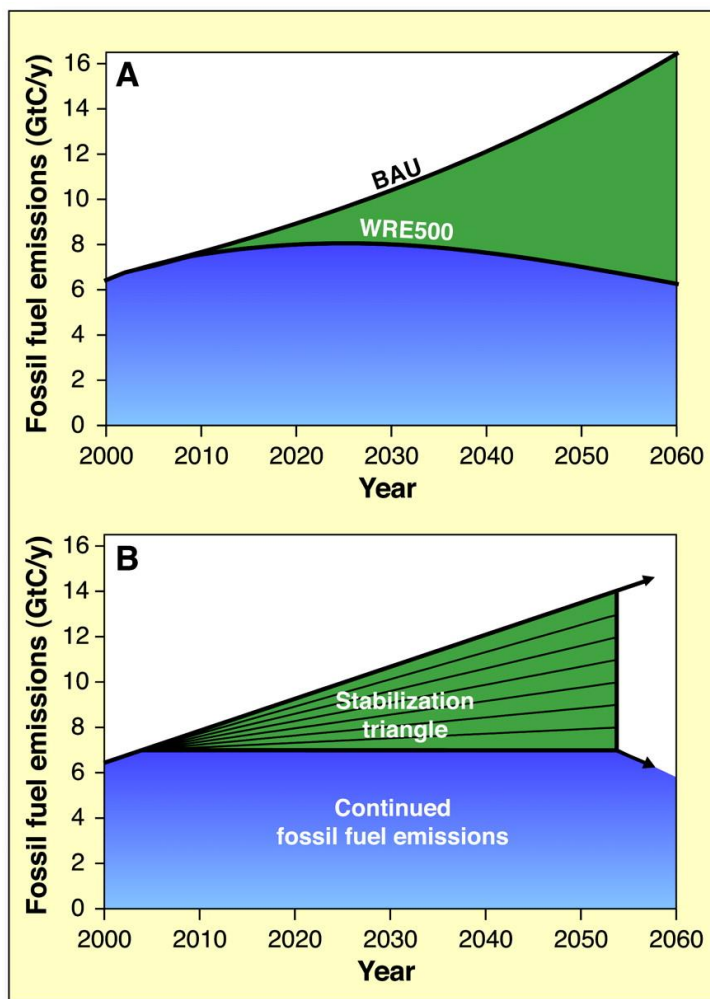 A
Fossil fuel emissions (GtC/y)
16
14
12
10
8
6
4
2
0
BAU
WRE500
2000 2010 2020 2030 2040 2050 2060
Year
B
Fossil fuel emissions (GtC/y)
16
14
12
10
8
6
4
2
0
Stabilization
triangle
Continued
fossil fuel emissions
2000 2010 2020 2030 2040 2050 2060
Year